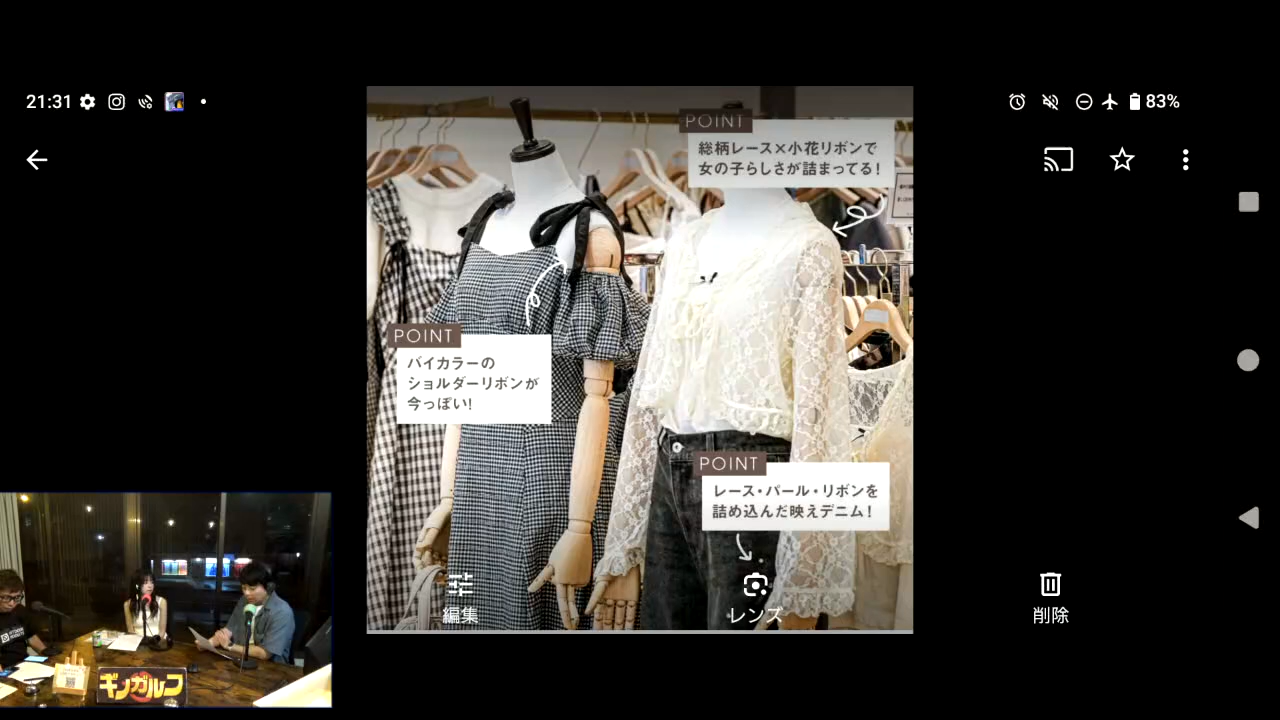 21:31
83%
POINT
総柄レース×小花リボンで
女の子らしさが詰まってる!
POINT
バイカラーの
ショルダーリボンが
今っぽい!
POINT
レース・パール・リボンを
詰め込んだ映えデニム!
編集
レンズ
削除
ギノガルフ